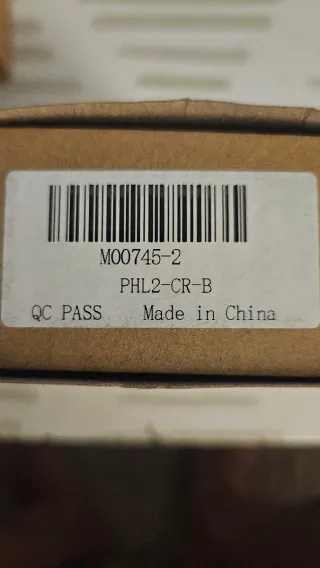 M00745-2
PHL2-CR-B
QC PASS Made in China